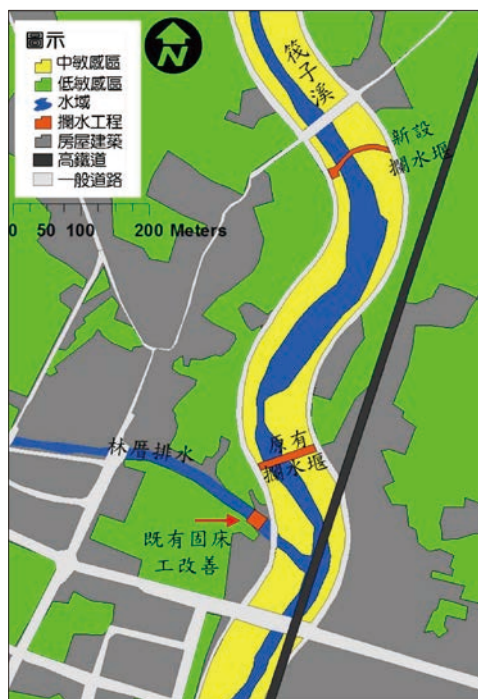 圖示
N
中敏感區
低敏感區
水域
攔水工程
房屋建築
高鐵道
一般道路
0 50 100 200 Meters
筏子溪
新設
攔水堰
林厝排水
原有
攔水堰
既有固床
工改善